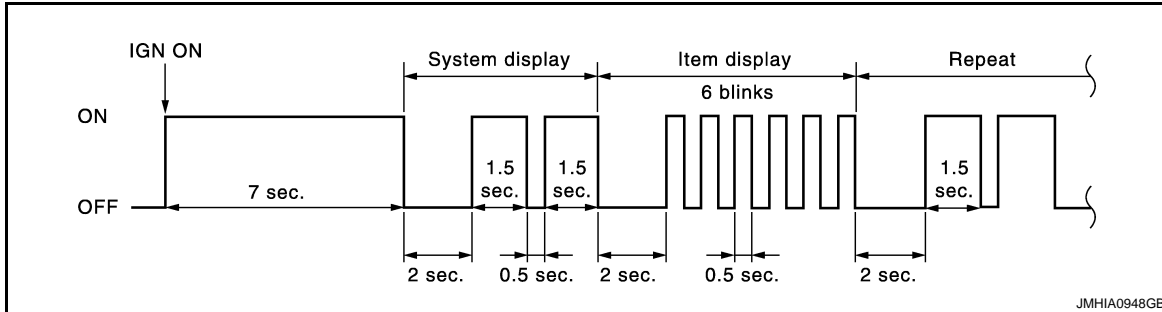 IGN ON
System display
Item display
Repeat
6 blinks
ON
1.5
sec.
1.5
sec.
1.5
sec.
7 sec.
OFF
2 sec.
0.5 sec.
2 sec.
0.5 sec.
2 sec.
JMHIA0948GB